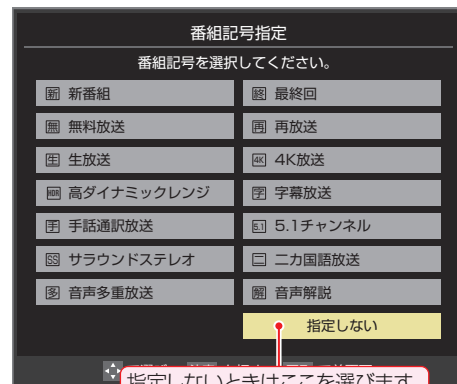 番組記号指定
番組記号を選択してください。
新 新番組
終 最終回
無 無料放送
再 再放送
生 生放送
4K 4K放送
HDR 高ダイナミックレンジ
字 字幕放送
手 手話通訳放送
5.1 5.1チャンネル
SS サラウンドステレオ
二 二カ国語放送
多 音声多重放送
解 音声解説
指定しない
指定しないときはここを選びます